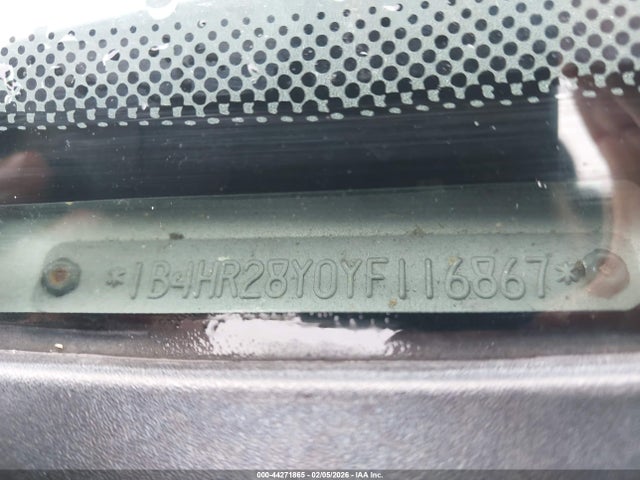 *1B4HR28Y0YF116867*
000-44271865 | 02/05/2026 - IAA Inc.